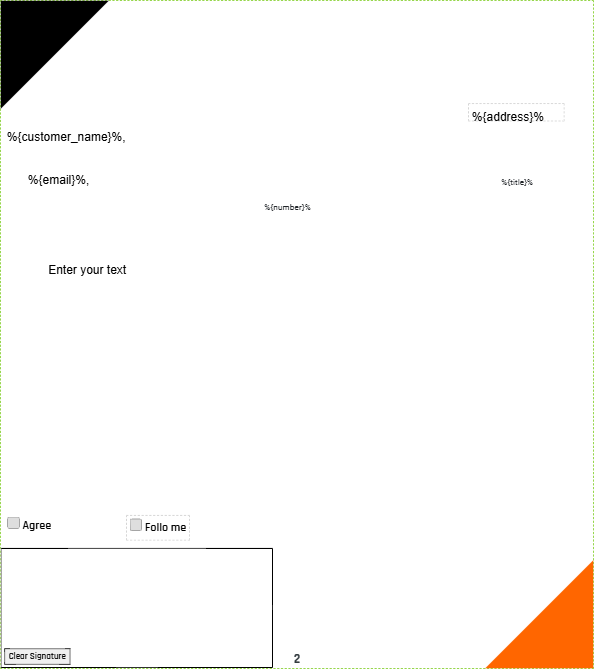 %{address}%
%{customer_name}%,
%{email}%,
%{title}%
%{number}%
Enter your text
Agree
Follo me
Clear Signature
2